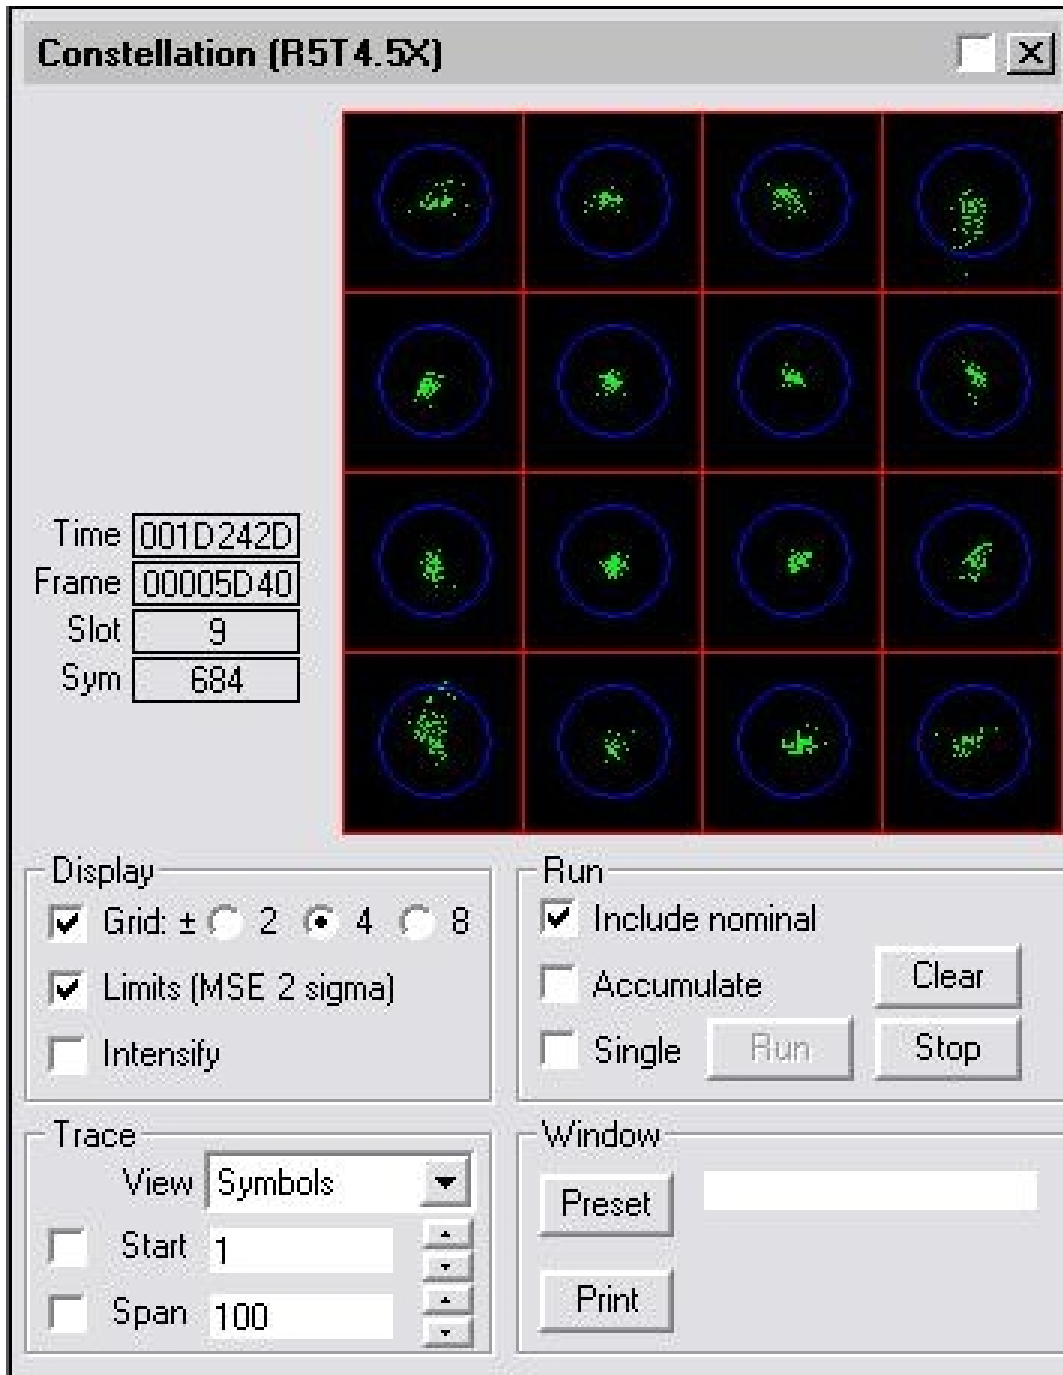 Constellation (R5T4.5X)
Time 001D242D
Frame 00005D40
Slot 9
Sym 684
Display
Grid: ± 2 4 8
Limits (MSE 2 sigma)
Intensify
Run
Include nominal
Accumulate Clear
Single Run Stop
Trace
View Symbols
Start 1
Span 100
Window
Preset
Print